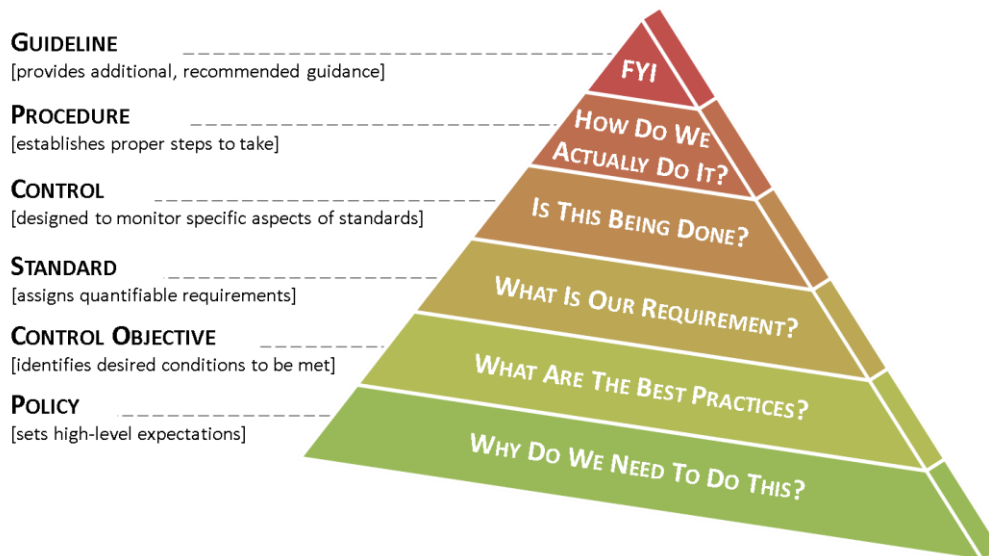 GUIDELINE
[provides additional, recommended guidance]
PROCEDURE
[establishes proper steps to take]
CONTROL
[designed to monitor specific aspects of standards]
STANDARD
[assigns quantifiable requirements]
CONTROL OBJECTIVE
[identifies desired conditions to be met]
POLICY
[sets high-level expectations]
FYI
HOW DO WE
ACTUALLY DO IT?
IS THIS BEING DONE?
WHAT IS OUR REQUIREMENT?
WHAT ARE THE BEST PRACTICES?
WHY DO WE NEED TO DO THIS?